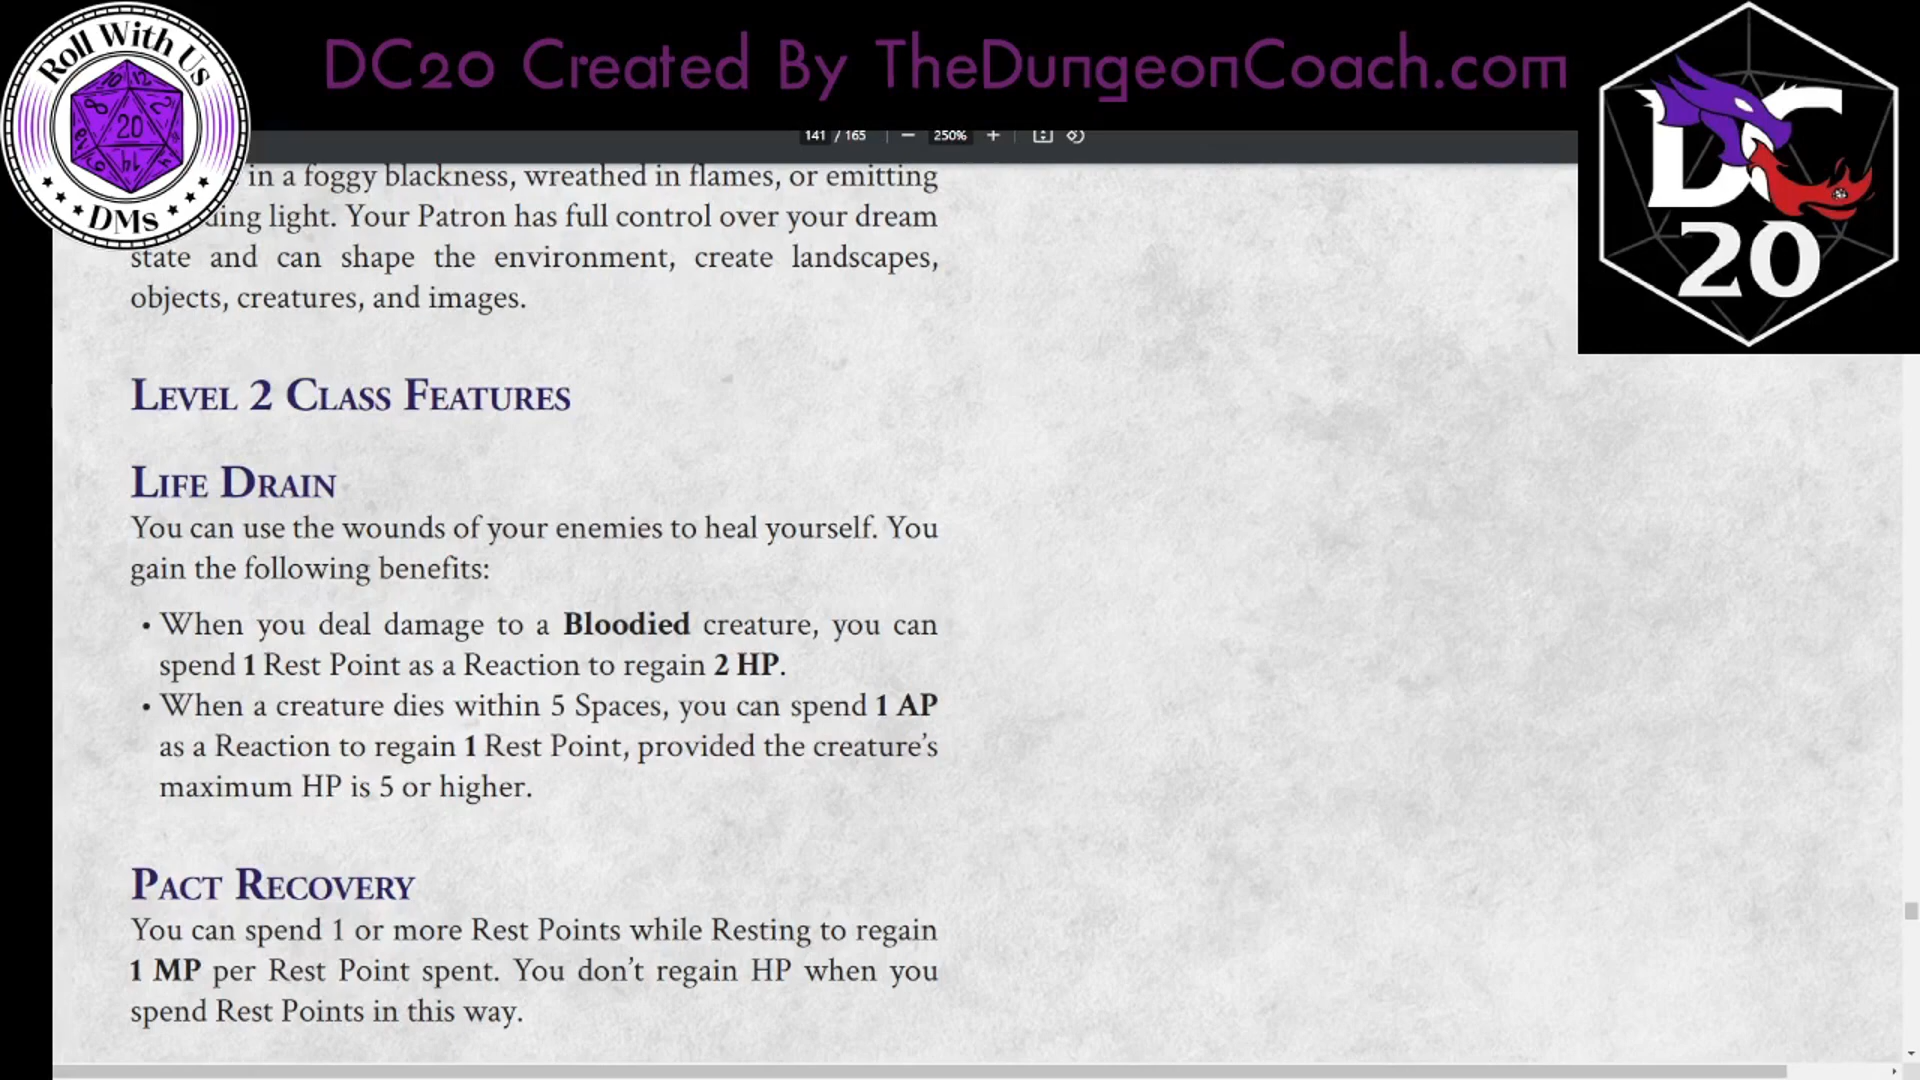 Roll With Us
20
DMs
DC20 Created By TheDungeonCoach.com
DC
20
141 / 165 − 250% +
in a foggy blackness, wreathed in flames, or emitting
ing light. Your Patron has full control over your dream
state and can shape the environment, create landscapes,
objects, creatures, and images.
LEVEL 2 CLASS FEATURES
LIFE DRAIN
You can use the wounds of your enemies to heal yourself. You
gain the following benefits:
• When you deal damage to a Bloodied creature, you can
spend 1 Rest Point as a Reaction to regain 2 HP.
• When a creature dies within 5 Spaces, you can spend 1 AP
as a Reaction to regain 1 Rest Point, provided the creature’s
maximum HP is 5 or higher.
PACT RECOVERY
You can spend 1 or more Rest Points while Resting to regain
1 MP per Rest Point spent. You don’t regain HP when you
spend Rest Points in this way.